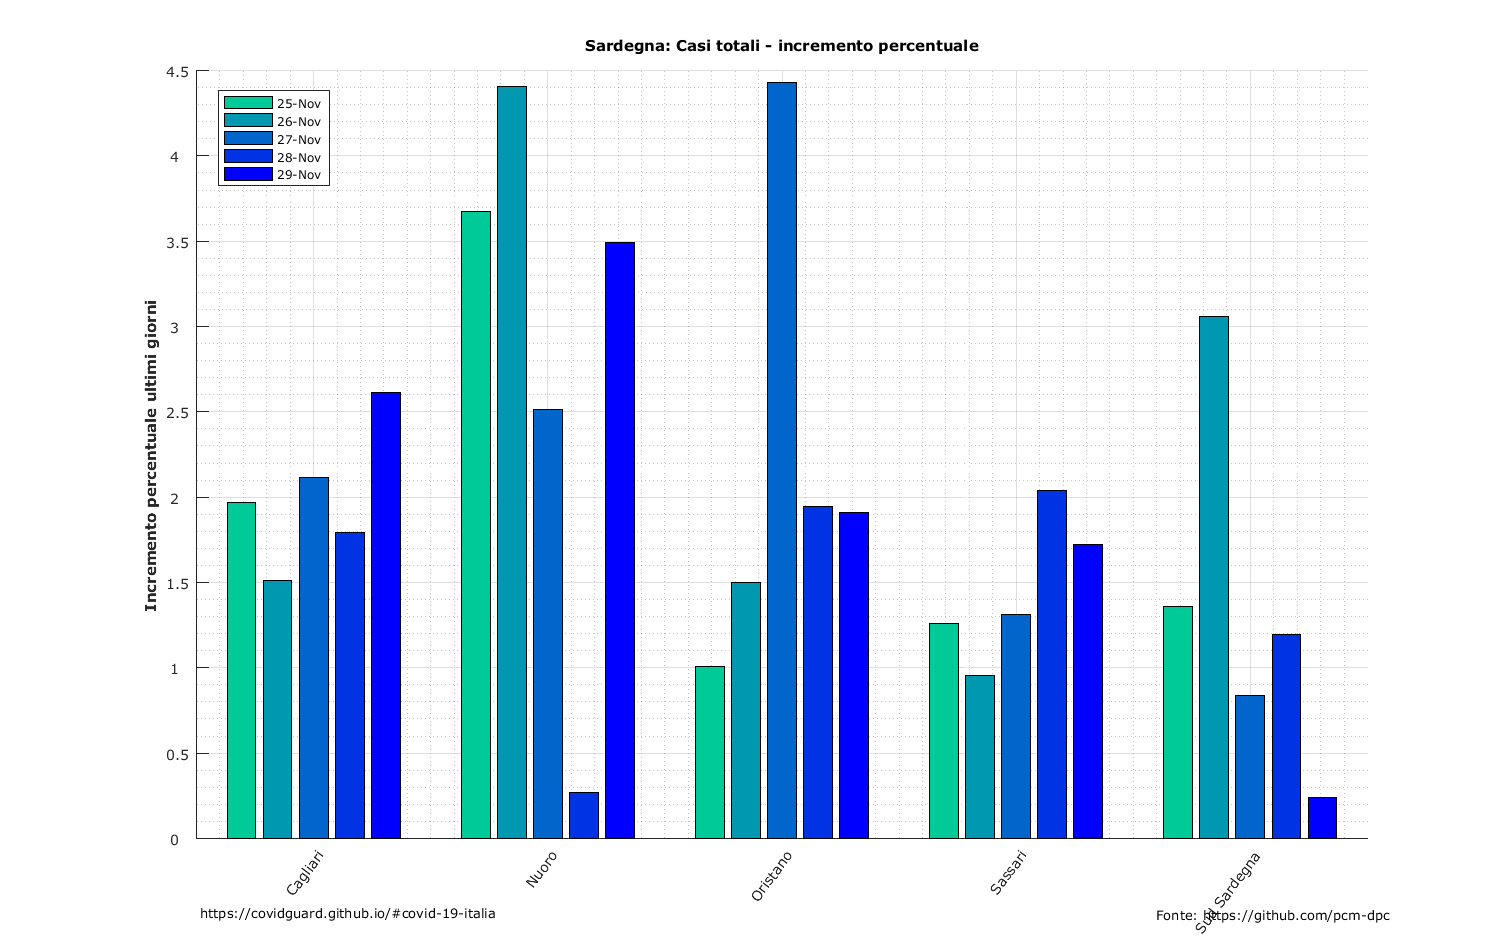 Sardegna: Casi totali - incremento percentuale
4.5
4
3.5
3
2.5
2
1.5
1
0.5
0
Incremento percentuale ultimi giorni
25-Nov
26-Nov
27-Nov
28-Nov
29-Nov
Cagliari
Nuoro
Oristano
Sassari
Sud Sardegna
https://covidguard.github.io/#covid-19-italia
Fonte: https://github.com/pcm-dpc